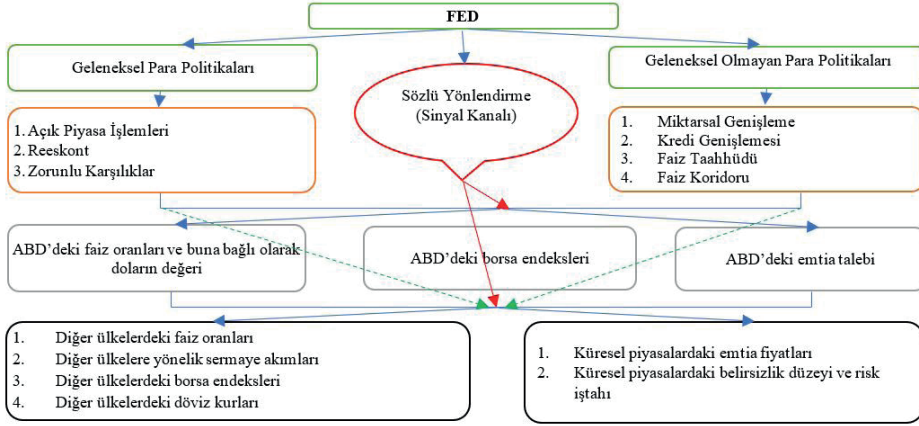 FED
Geleneksel Para Politikaları
Geleneksel Olmayan Para Politikaları
Sözlü Yönlendirme
(Sinyal Kanalı)
1. Açık Piyasa İşlemleri
2. Reeskont
3. Zorunlu Karşılıklar
1. Miktarsal Genişleme
2. Kredi Genişlemesi
3. Faiz Taahhüdü
4. Faiz Koridoru
ABD'deki faiz oranları ve buna bağlı olarak
doların değeri
ABD'deki borsa endeksleri
ABD'deki emtia talebi
1. Diğer ülkelerdeki faiz oranları
2. Diğer ülkelere yönelik sermaye akımları
3. Diğer ülkelerdeki borsa endeksleri
4. Diğer ülkelerdeki döviz kurları
1. Küresel piyasalardaki emtia fiyatları
2. Küresel piyasalardaki belirsizlik düzeyi ve risk
iştahı